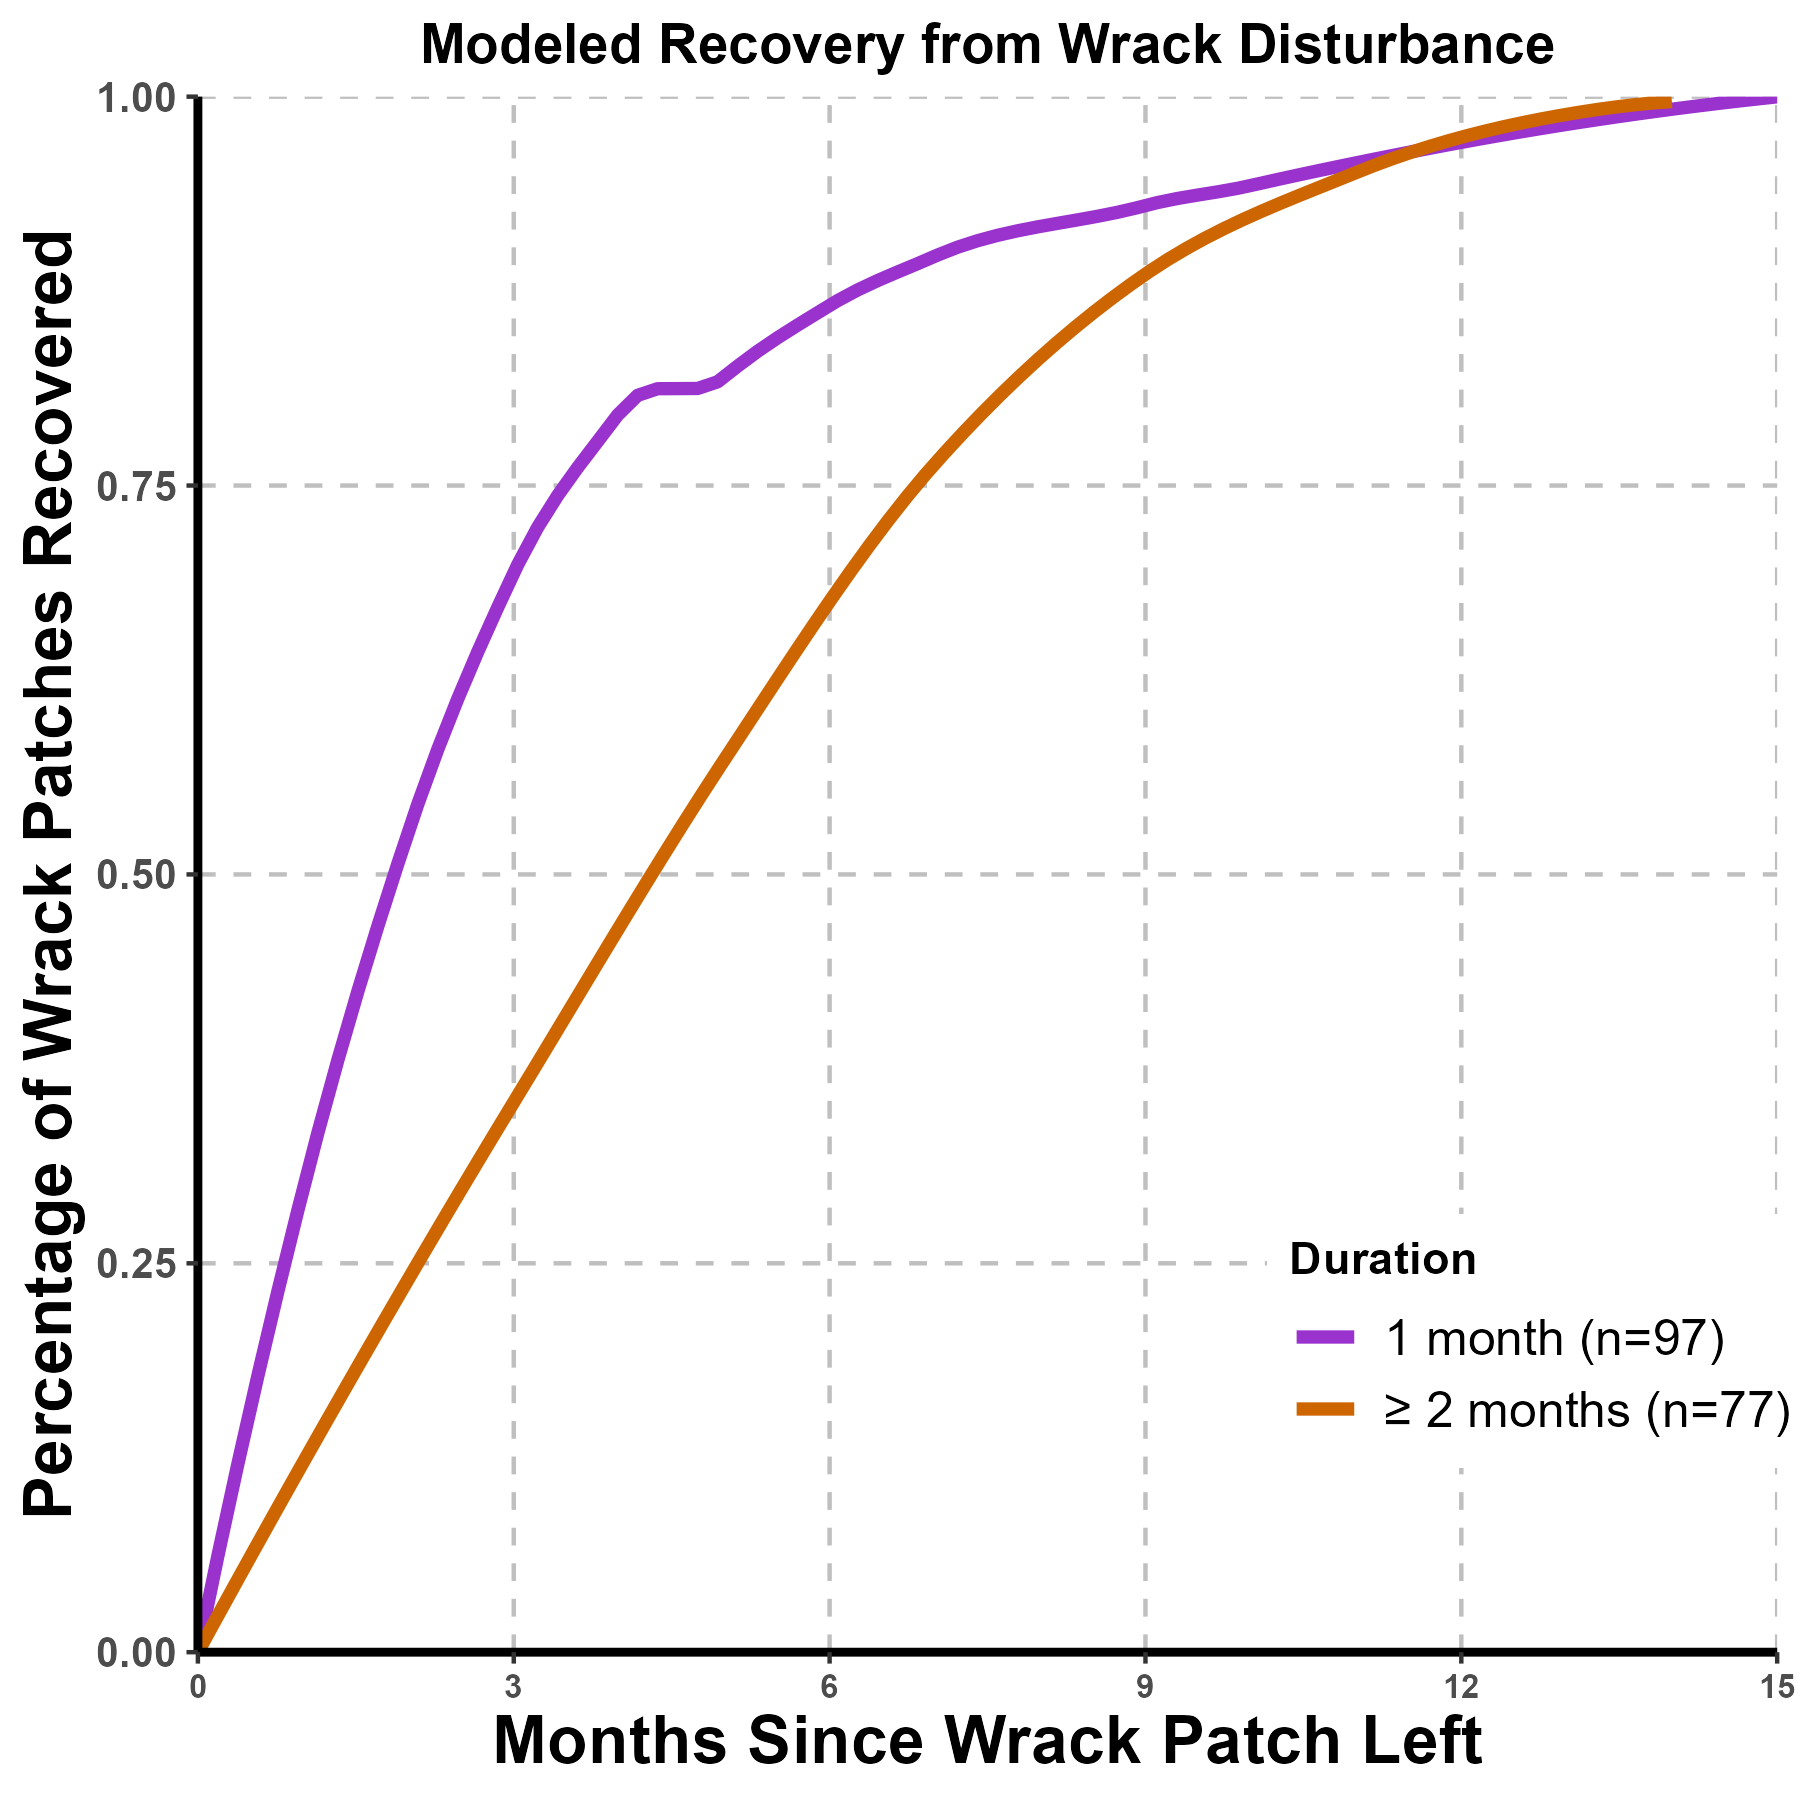 Modeled Recovery from Wrack Disturbance
Percentage of Wrack Patches Recovered
1.00
0.75
0.50
0.25
0.00
Duration
1 month (n=97)
≥ 2 months (n=77)
0 3 6 9 12 15
Months Since Wrack Patch Left